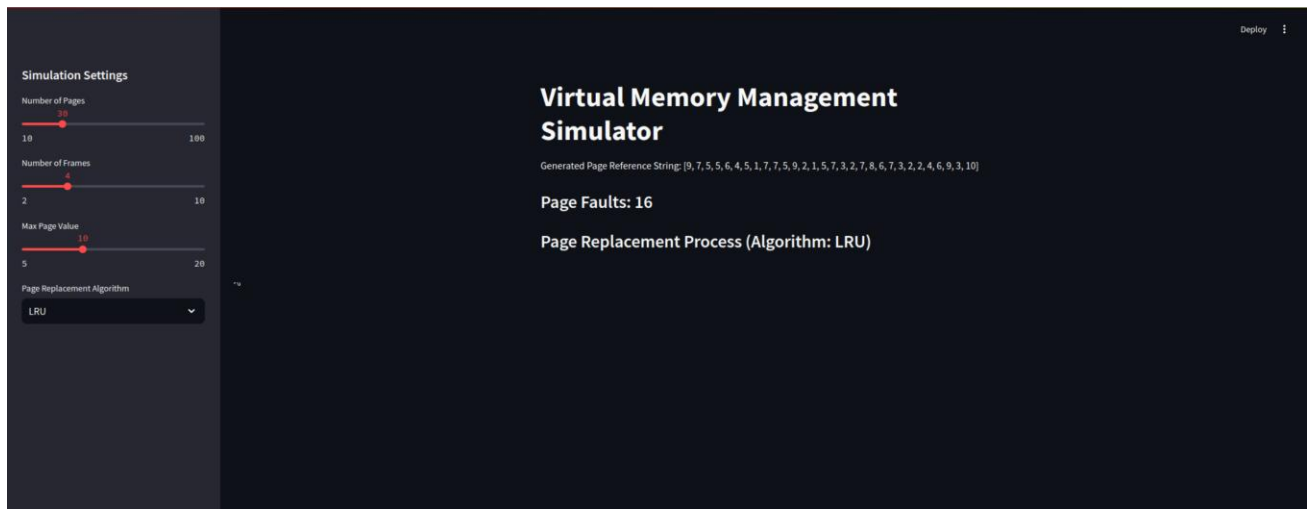 Deploy
Simulation Settings
Number of Pages
30
10 100
Number of Frames
4
2 10
Max Page Value
10
5 20
Page Replacement Algorithm
LRU
Virtual Memory Management
Simulator
Generated Page Reference String: [9, 7, 5, 5, 6, 4, 5, 1, 7, 7, 5, 9, 2, 1, 5, 7, 3, 2, 7, 8, 6, 7, 3, 2, 2, 4, 6, 9, 3, 10]
Page Faults: 16
Page Replacement Process (Algorithm: LRU)